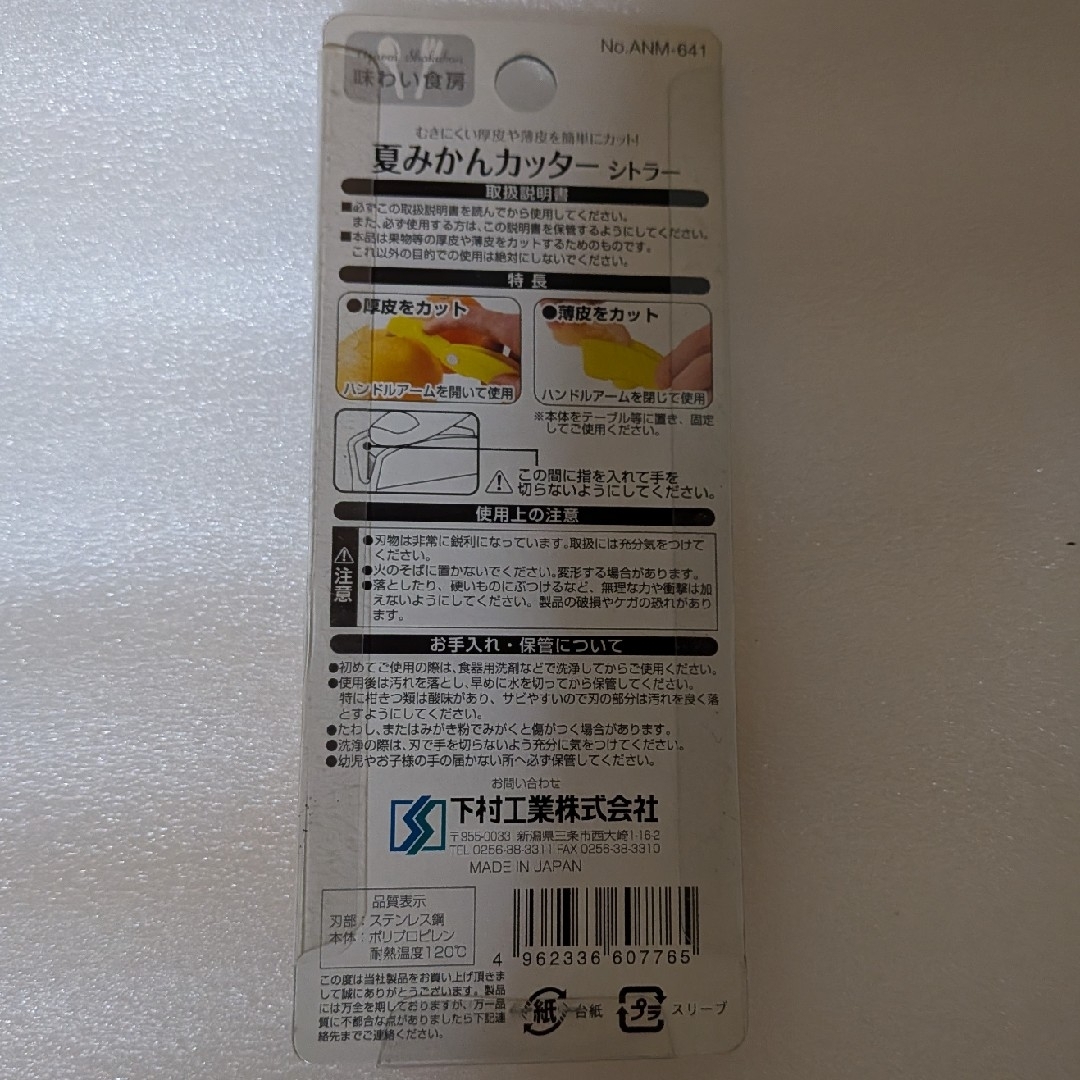 No.ANM-641
味わい食房
むきにくい厚皮や薄皮を簡単にカット!
夏みかんカッター シトラー
取扱説明書
■必ずこの取扱説明書を読んでから使用してください。
また、必ず使用する方は、この説明書を保管するようにしてください。
■本品は果物等の厚皮や薄皮をカットするためのものです。
これ以外の目的での使用は絶対にしないでください。
特長
●厚皮をカット
ハンドルアームを開いて使用
●薄皮をカット
ハンドルアームを閉じて使用
※本体をテーブル等に置き、固定
してご使用ください。
この間に指を入れて手を
切らないようにしてください。
使用上の注意
注意
●刃物は非常に鋭利になっています。取扱には充分気をつけて
ください。
●火のそばに置かないでください。変形する場合があります。
●落としたり、硬いものにぶつけるなど、無理な力や衝撃は加
えないようにしてください。製品の破損やケガの恐れがあり
ます。
お手入れ・保管について
●初めてご使用の際は、食器用洗剤などで洗浄してからご使用ください。
●使用後は汚れを落とし、早めに水を切ってから保管してください。
特に柑きつ類は酸味があり、サビやすいので刃の部分は汚れを良く落
とすようにしてください。
●たわし、またはみがき粉でみがくと傷がつく場合があります。
●洗浄の際は、刃で手を切らないよう充分に気をつけてください。
●幼児やお子様の手の届かない所へ必ず保管してください。
お問い合わせ
下村工業株式会社
〒955-0033 新潟県三条市西大崎1-16-2
TEL 0256-38-3311 FAX 0256-38-3310
MADE IN JAPAN
品質表示
刃部:ステンレス鋼
本体:ポリプロピレン
耐熱温度120℃
4 962336 607765
この度は当社製品をお買い上げ頂きま
して誠にありがとうございます。製品
には万全を期しておりますが、万一品
質に不都合な点がありましたら下記連
絡先までご連絡ください。
紙 台紙
プラ スリーブ